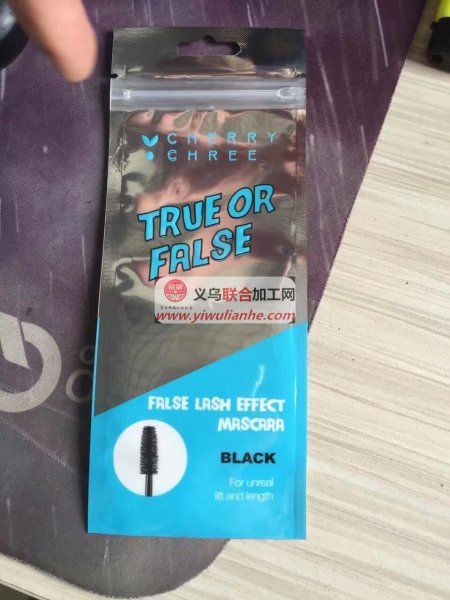 CHERRY
CHREE
TRUE OR
FALSE
义乌联合加工网
www.yiwulianhe.com
FALSE LASH EFFECT
MASCARA
BLACK
For unreal
lift and length